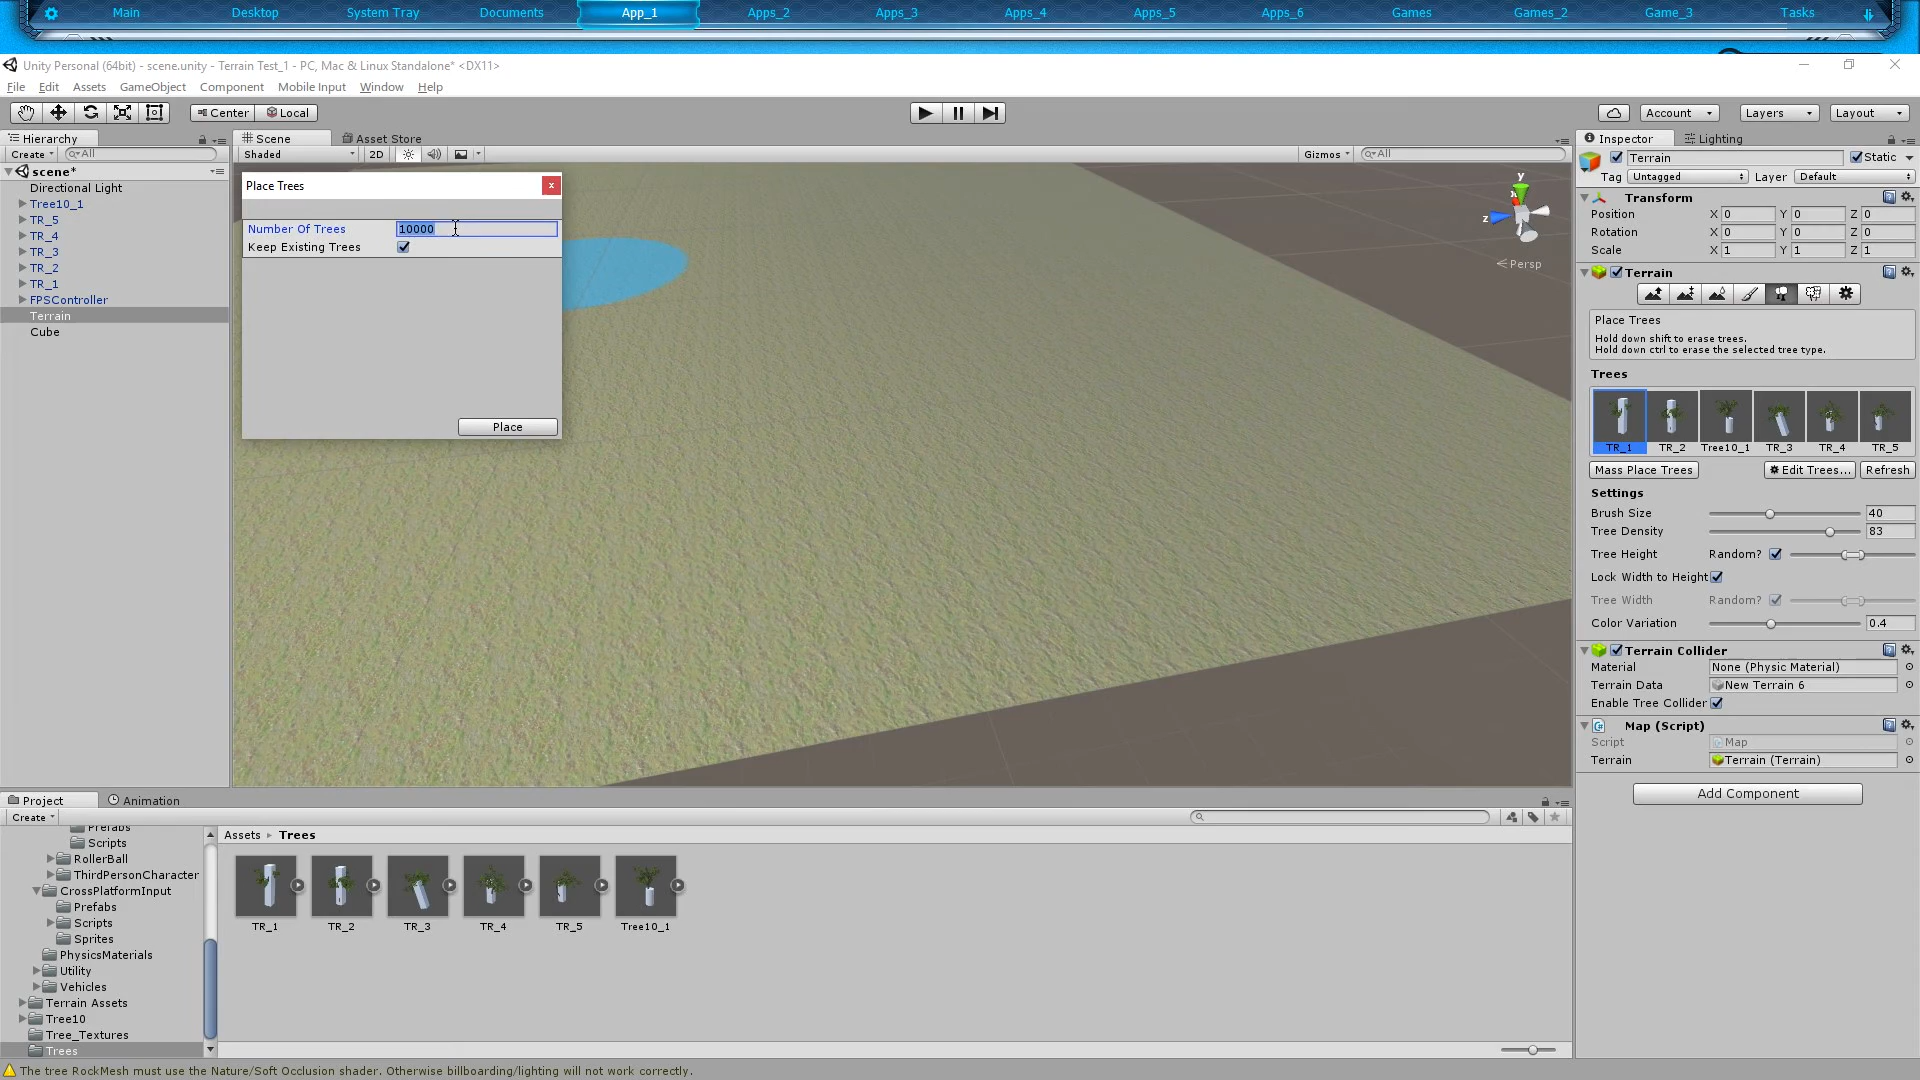 Main
Desktop
System Tray
Documents
App_1
Apps_2
Apps_3
Apps_4
Apps_5
Apps_6
Games
Games_2
Game_3
Tasks
Unity Personal (64bit) - scene.unity - Terrain Test_1 - PC, Mac & Linux Standalone* <DX11>
File Edit Assets GameObject Component Mobile Input Window Help
Center Local
Account Layers Layout
Hierarchy
Create All
scene*
Directional Light
Tree10_1
TR_5
TR_4
TR_3
TR_2
TR_1
FPSController
Terrain
Cube
Scene Asset Store
Shaded 2D Gizmos All
Place Trees x
Number Of Trees 10000
Keep Existing Trees
Place
y
x
z
Persp
Inspector Lighting
Terrain Static
Tag Untagged Layer Default
Transform
Position X 0 Y 0 Z 0
Rotation X 0 Y 0 Z 0
Scale X 1 Y 1 Z 1
Terrain
Place Trees
Hold down shift to erase trees.
Hold down ctrl to erase the selected tree type.
Trees
TR_1 TR_2 Tree10_1 TR_3 TR_4 TR_5
Mass Place Trees Edit Trees... Refresh
Settings
Brush Size 40
Tree Density 83
Tree Height Random?
Lock Width to Height
Tree Width Random?
Color Variation 0.4
Terrain Collider
Material None (Physic Material)
Terrain Data New Terrain 6
Enable Tree Collider
Map (Script)
Script Map
Terrain Terrain (Terrain)
Add Component
Project Animation
Create
Prefabs
Scripts
RollerBall
ThirdPersonCharacter
CrossPlatformInput
Prefabs
Scripts
Sprites
PhysicsMaterials
Utility
Vehicles
Terrain Assets
Tree10
Tree_Textures
Trees
Assets Trees
TR_1 TR_2 TR_3 TR_4 TR_5 Tree10_1
The tree RockMesh must use the Nature/Soft Occlusion shader. Otherwise billboarding/lighting will not work correctly.